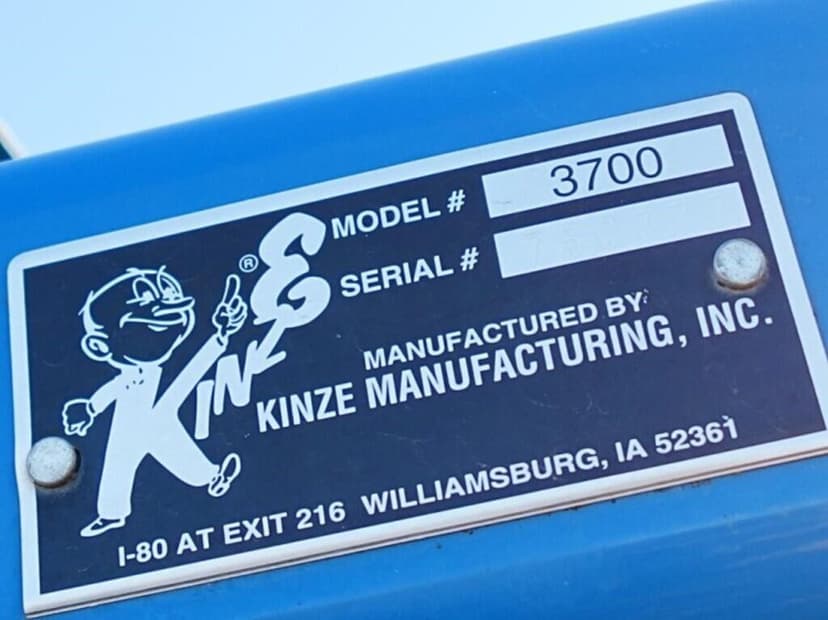 MODEL # 3700
SERIAL #
KINZE ®
MANUFACTURED BY:
KINZE MANUFACTURING, INC.
I-80 AT EXIT 216 WILLIAMSBURG, IA 52361